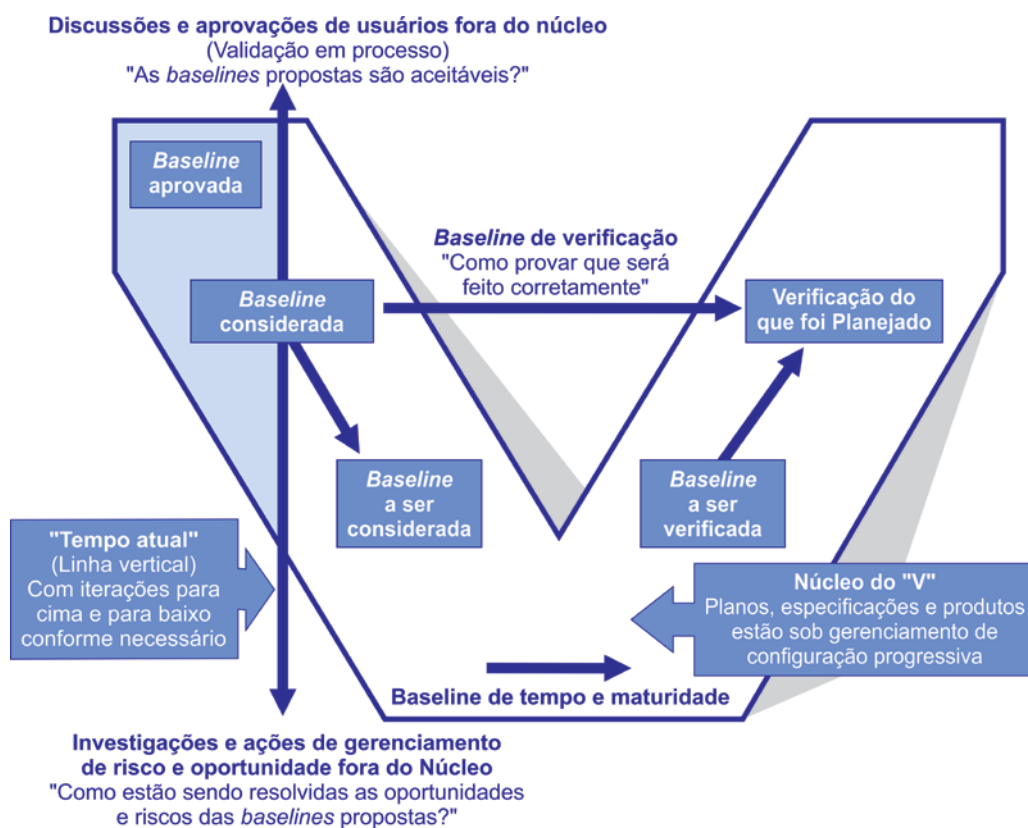 Discussões e aprovações de usuários fora do núcleo
(Validação em processo)
"As baselines propostas são aceitáveis?"
Baseline
aprovada
Baseline de verificação
"Como provar que será
feito corretamente"
Baseline
considerada
Verificação do
que foi Planejado
Baseline
a ser
considerada
Baseline
a ser
verificada
"Tempo atual"
(Linha vertical)
Com iterações para
cima e para baixo
conforme necessário
Núcleo do "V"
Planos, especificações e produtos
estão sob gerenciamento de
configuração progressiva
Baseline de tempo e maturidade
Investigações e ações de gerenciamento
de risco e oportunidade fora do Núcleo
"Como estão sendo resolvidas as oportunidades
e riscos das baselines propostas?"